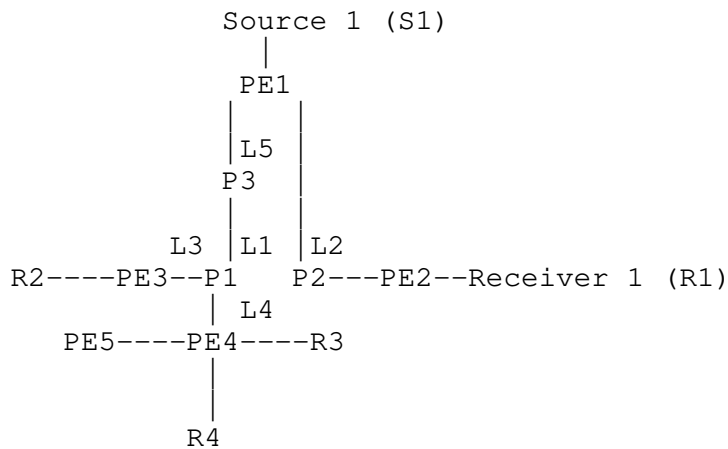 Source 1 (S1)
PE1
L5
P3
L3 L1 L2
R2----PE3--P1 P2---PE2--Receiver 1 (R1)
L4
PE5----PE4----R3
R4